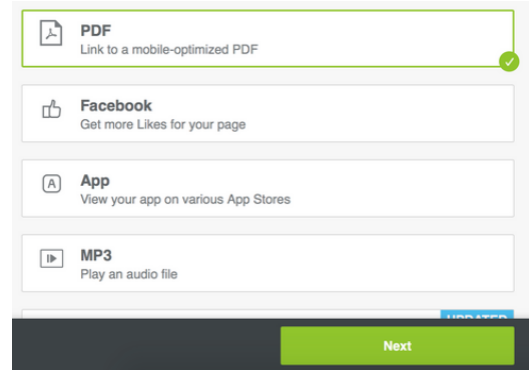 PDF
Link to a mobile-optimized PDF
Facebook
Get more Likes for your page
A
App
View your app on various App Stores
MP3
Play an audio file
UPDATED
Next